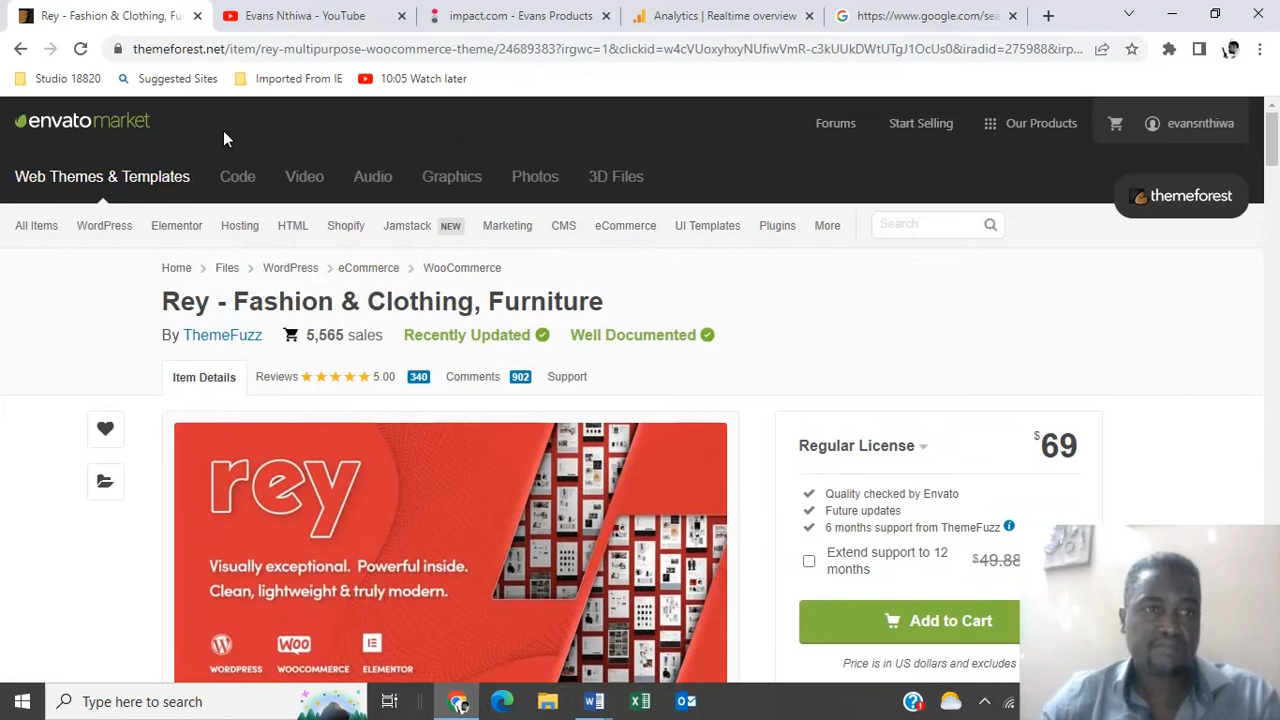 Rey - Fashion & Clothing, Fu
Evans Nthiwa - YouTube
impact.com - Evans Products
Analytics | Realtime overview
https://www.google.com/sea
themeforest.net/item/rey-multipurpose-woocommerce-theme/24689383?irgwc=1&clickid=w4cVUoxyhxyNUfiwVmR-c3kUUkDWtUTgJ1OcUs0&iradid=275988&irp...
Studio 18820
Suggested Sites
Imported From IE
10:05 Watch later
envatomarket
Forums
Start Selling
Our Products
evansnthiwa
Web Themes & Templates
Code
Video
Audio
Graphics
Photos
3D Files
themeforest
All Items
WordPress
Elementor
Hosting
HTML
Shopify
Jamstack NEW
Marketing
CMS
eCommerce
UI Templates
Plugins
More
Search
Home
Files
WordPress
eCommerce
WooCommerce
Rey - Fashion & Clothing, Furniture
By ThemeFuzz
5,565 sales
Recently Updated
Well Documented
Item Details
Reviews 5.00 340
Comments 902
Support
rey
Visually exceptional. Powerful inside.
Clean, lightweight & truly modern.
WORDPRESS
WOO
WOOCOMMERCE
ELEMENTOR
Regular License
$69
Quality checked by Envato
Future updates
6 months support from ThemeFuzz
Extend support to 12
months
$49.88
Add to Cart
Price is in US dollars and excludes
Type here to search